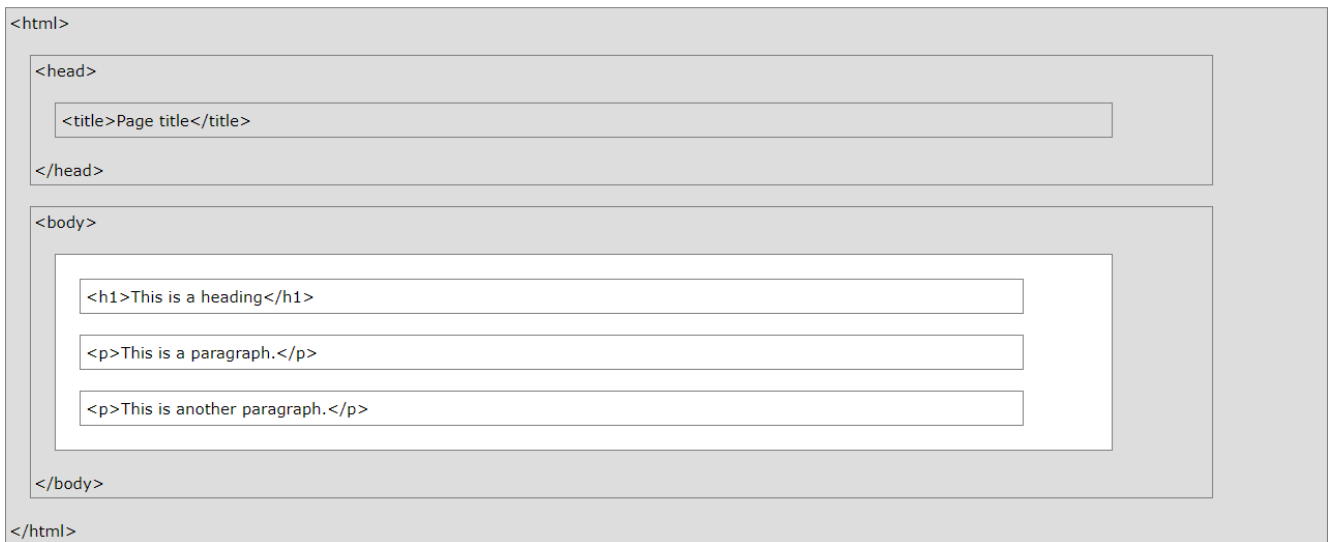 <html>
<head>
<title>Page title</title>
</head>
<body>
<h1>This is a heading</h1>
<p>This is a paragraph.</p>
<p>This is another paragraph.</p>
</body>
</html>